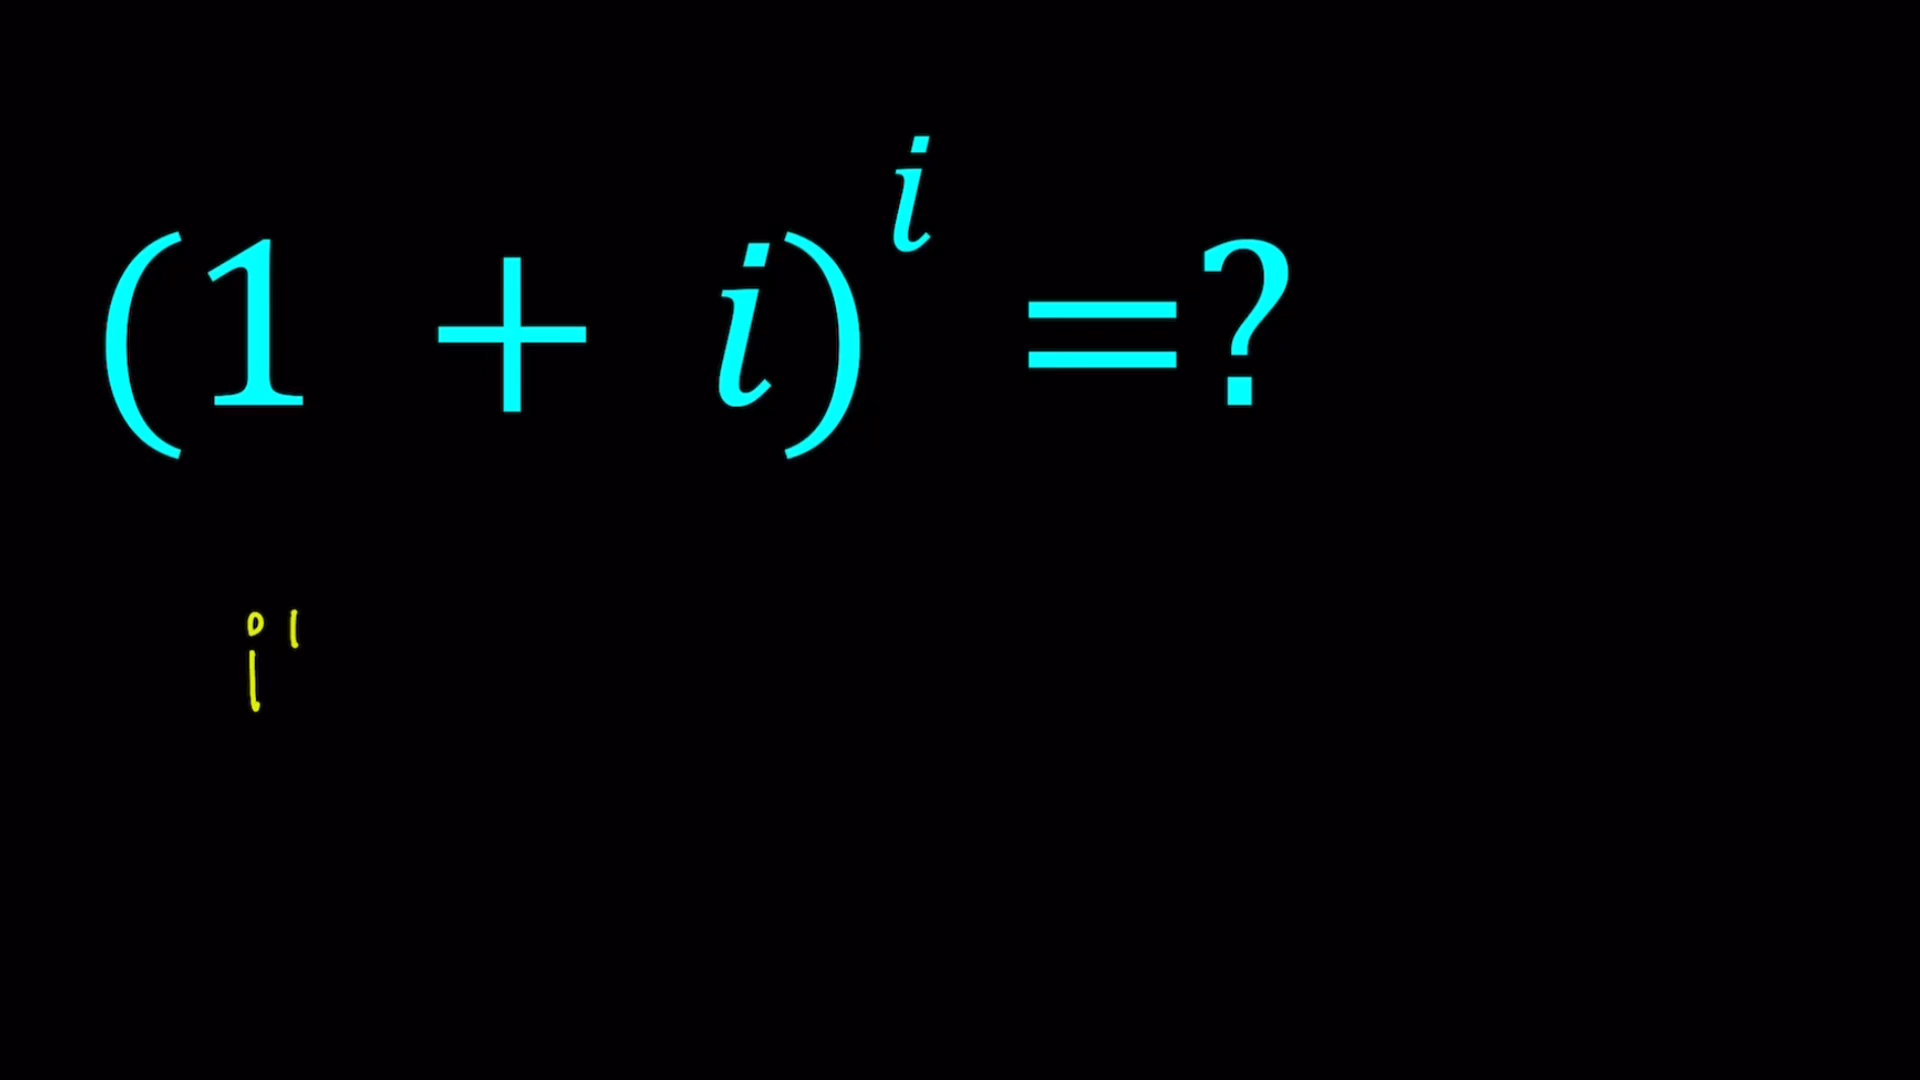 (1 + i)^i =?
i'